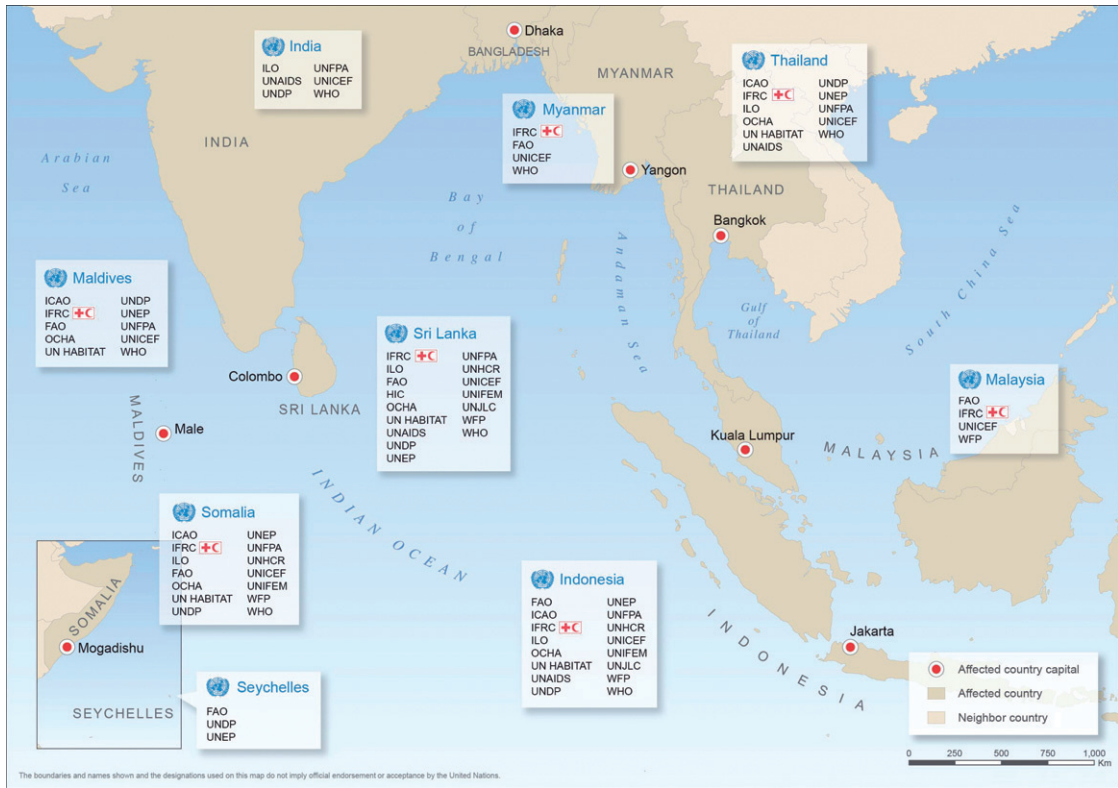 Dhaka
BANGLADESH
India
ILO UNFPA
UNAIDS UNICEF
UNDP WHO
MYANMAR
Thailand
ICAO UNDP
IFRC UNEP
ILO UNFPA
OCHA UNICEF
UN HABITAT WHO
UNAIDS
Myanmar
IFRC
FAO
UNICEF
WHO
INDIA
Arabian
Sea
Yangon
THAILAND
Bay
of
Bengal
Bangkok
Andaman Sea
South China Sea
Maldives
ICAO UNDP
IFRC UNEP
FAO UNFPA
OCHA UNICEF
UN HABITAT WHO
Gulf
of
Thailand
Sri Lanka
IFRC UNFPA
ILO UNHCR
FAO UNICEF
HIC UNIFEM
OCHA UNJLC
UN HABITAT WFP
UNAIDS WHO
UNDP
UNEP
Colombo
SRI LANKA
Malaysia
FAO
IFRC
UNICEF
WFP
MALDIVES
Male
Kuala Lumpur
MALAYSIA
INDIAN OCEAN
Somalia
ICAO UNEP
IFRC UNFPA
ILO UNHCR
FAO UNICEF
OCHA UNIFEM
UN HABITAT WFP
UNDP WHO
SOMALIA
Mogadishu
Indonesia
FAO UNEP
ICAO UNFPA
IFRC UNHCR
ILO UNICEF
OCHA UNIFEM
UN HABITAT UNJLC
UNAIDS WFP
UNDP WHO
INDONESIA
Jakarta
Seychelles
FAO
UNDP
UNEP
SEYCHELLES
Affected country capital
Affected country
Neighbor country
0 250 500 750 1,000
Km
The boundaries and names shown and the designations used on this map do not imply official endorsement or acceptance by the United Nations.